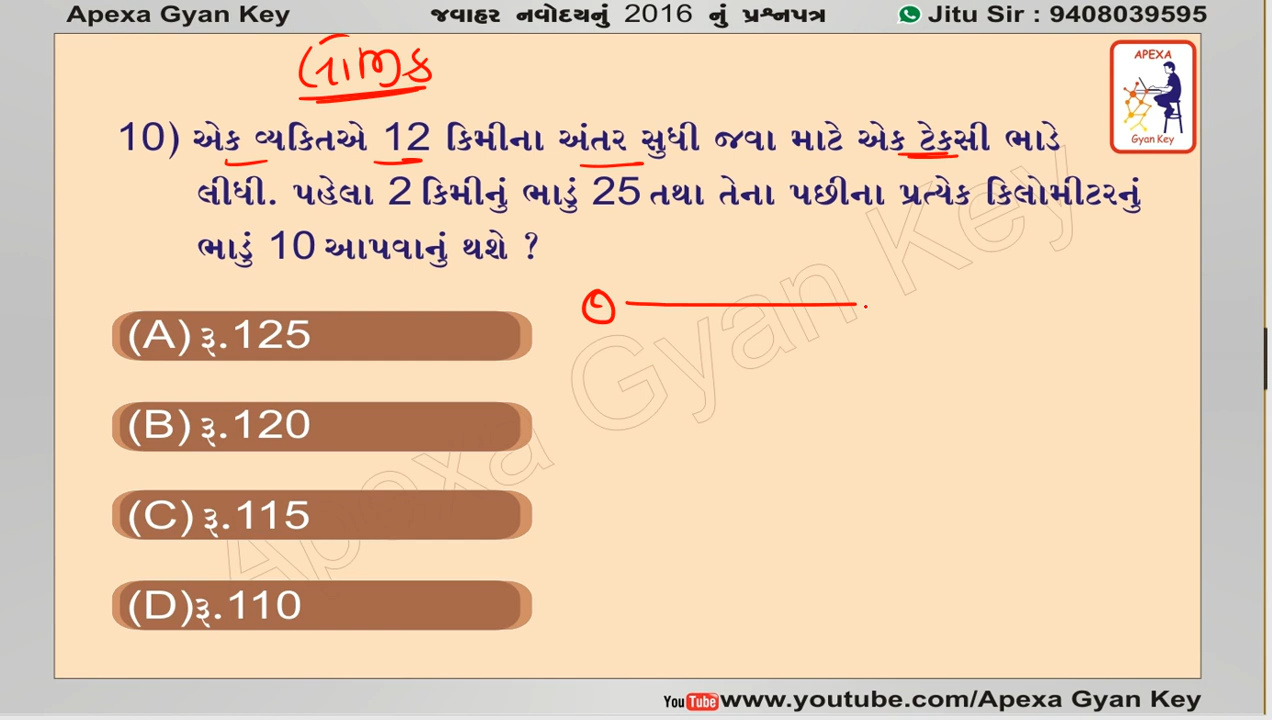 Apexa Gyan Key
જવાહર નવોદયનું 2016 નું પ્રશ્નપત્ર
Jitu Sir : 9408039595
તાર્કિક
APEXA
Gyan Key
10) એક વ્યકિતએ 12 કિમીના અંતર સુધી જવા માટે એક ટેકસી ભાડે
લીધી. પહેલા 2 કિમીનું ભાડું 25 તથા તેના પછીના પ્રત્યેક કિલોમીટરનું
ભાડું 10 આપવાનું થશે ?
(A) રૂ.125
(B) રૂ.120
(C) રૂ.115
(D) રૂ.110
Apexa Gyan Key
You Tube www.youtube.com/Apexa Gyan Key